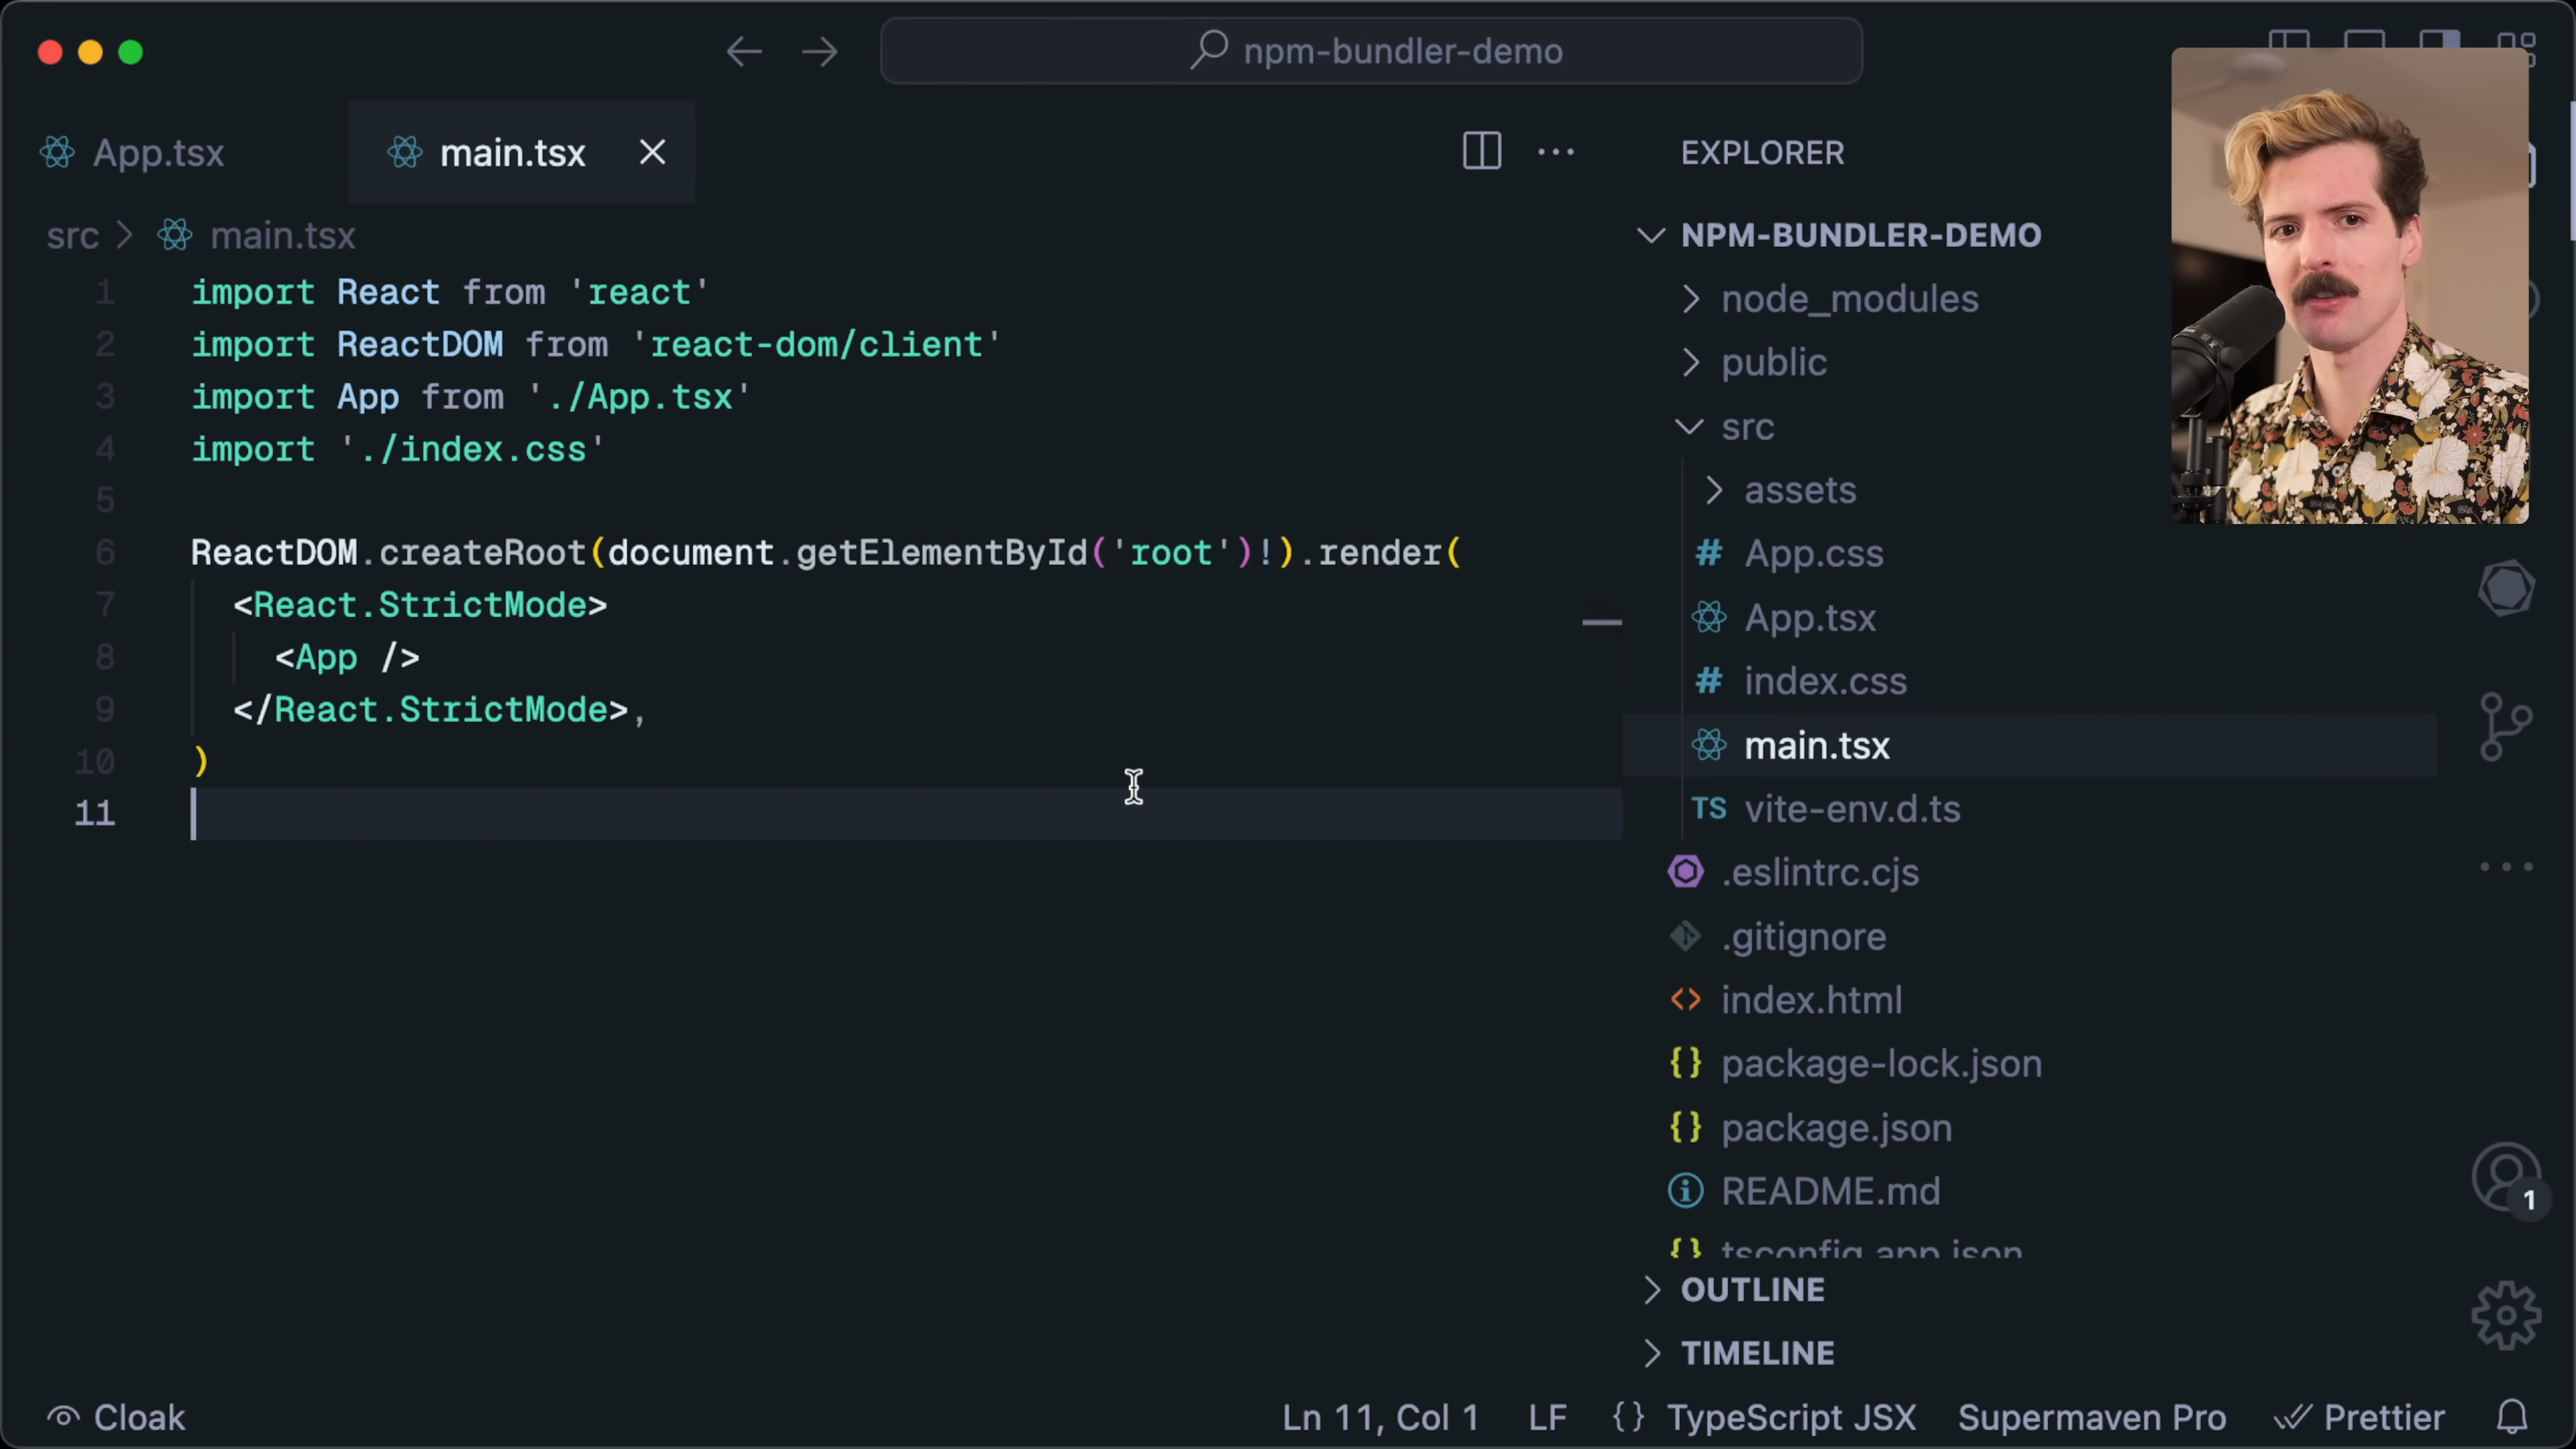 npm-bundler-demo
App.tsx
main.tsx
src > main.tsx
1 import React from 'react'
2 import ReactDOM from 'react-dom/client'
3 import App from './App.tsx'
4 import './index.css'
5
6 ReactDOM.createRoot(document.getElementById('root')!).render(
7 <React.StrictMode>
8 <App />
9 </React.StrictMode>,
10 )
11
EXPLORER
NPM-BUNDLER-DEMO
node_modules
public
src
assets
# App.css
App.tsx
# index.css
main.tsx
TS vite-env.d.ts
.eslintrc.cjs
.gitignore
<> index.html
{} package-lock.json
{} package.json
README.md
{} tsconfig.app.json
OUTLINE
TIMELINE
1
Cloak
Ln 11, Col 1
LF
{} TypeScript JSX
Supermaven Pro
Prettier